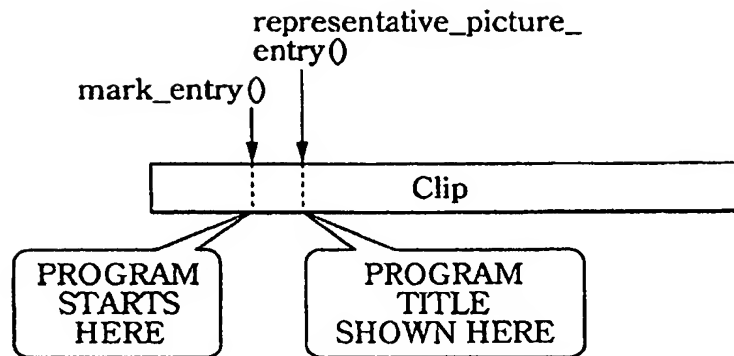 representative_picture_
entry()
mark_entry()
Clip
PROGRAM
STARTS
HERE
PROGRAM
TITLE
SHOWN HERE